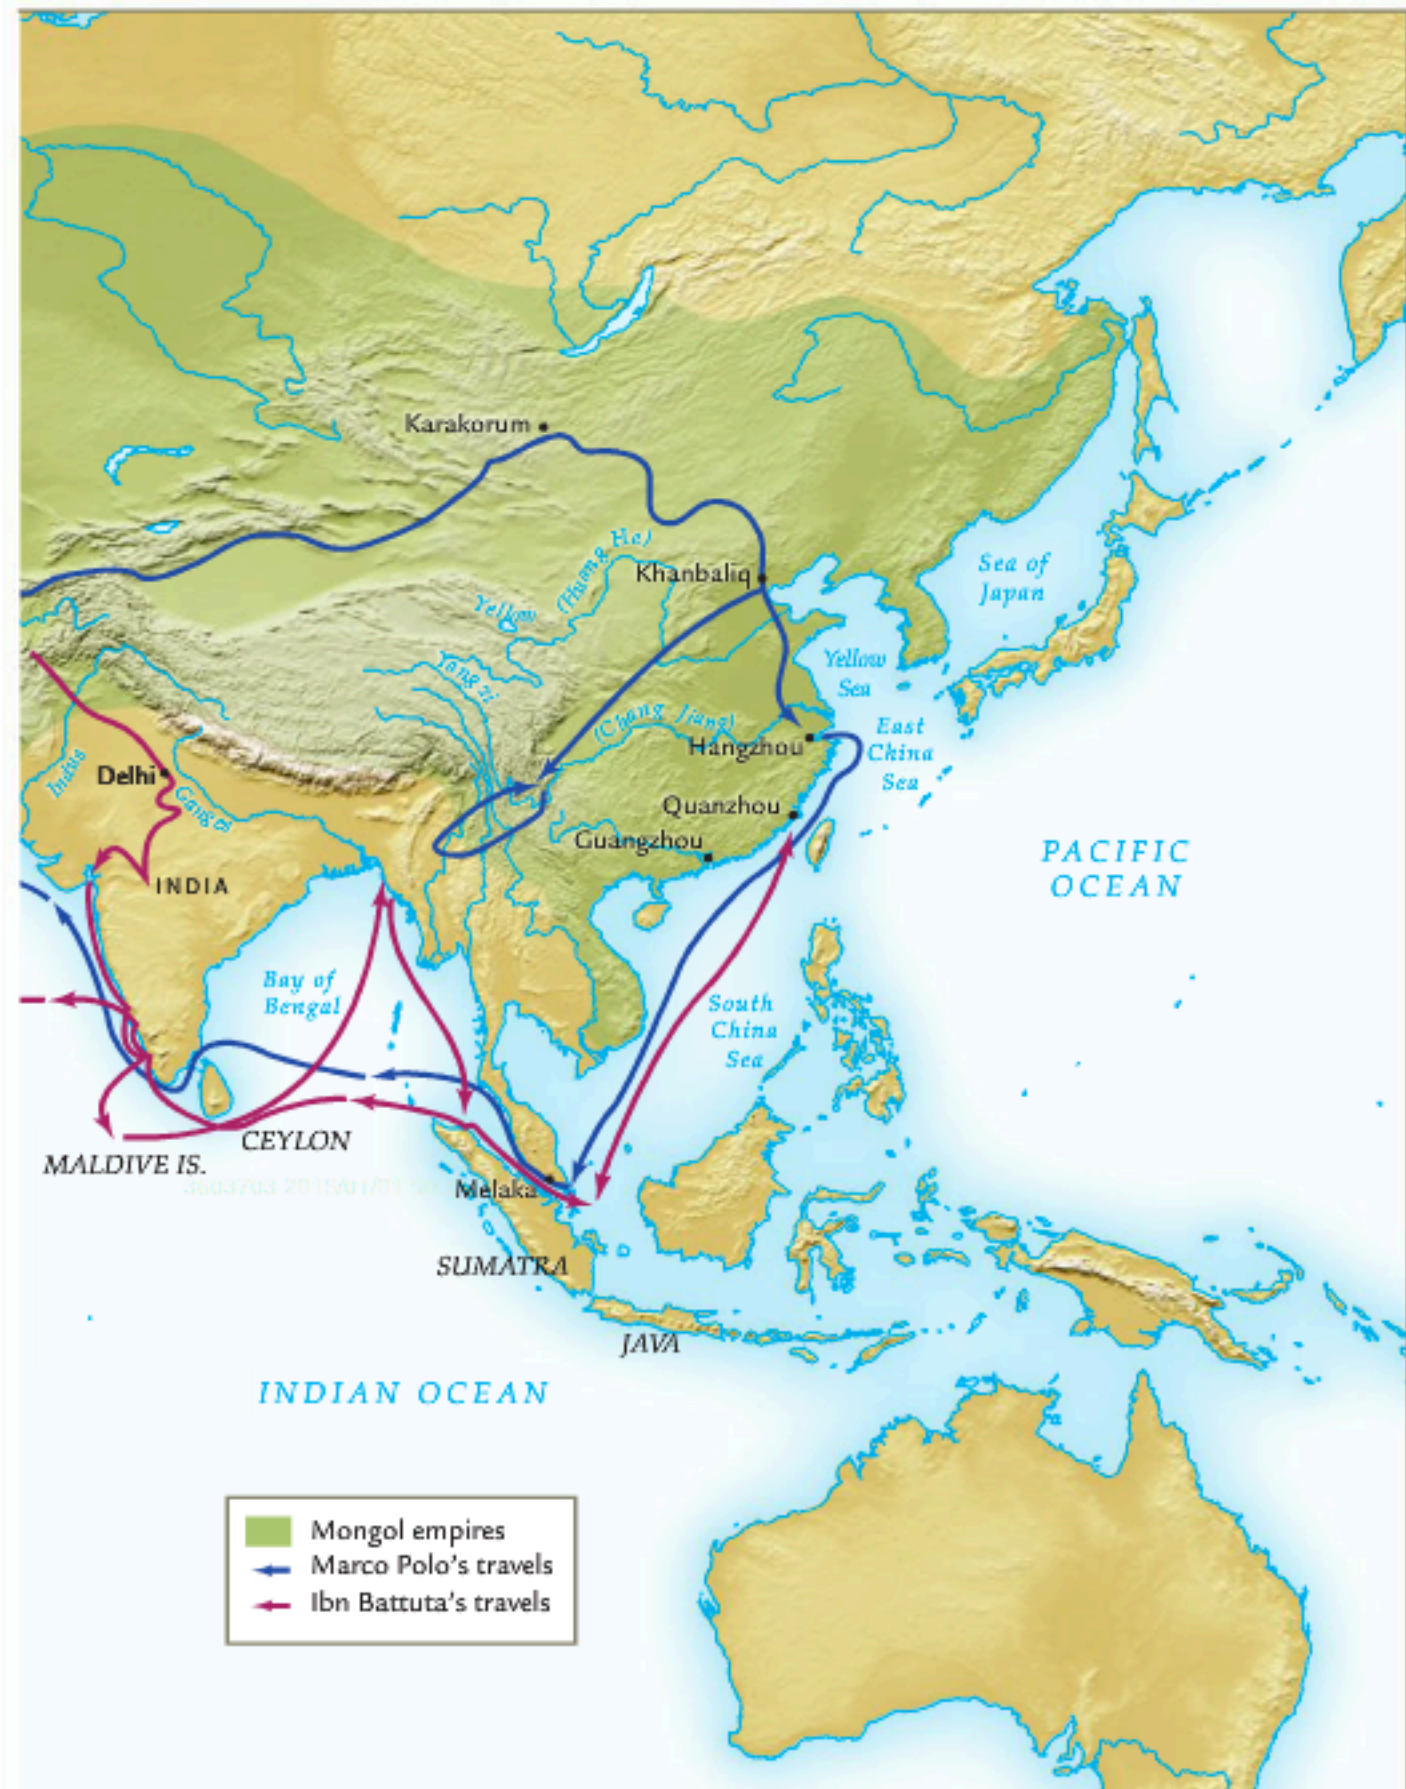 Karakorum
Yellow (Huang He)
Khanbaliq
Sea of
Japan
Yangzi
Yellow
Sea
(Chang Jiang)
Hangzhou
East
China
Sea
Indus
Delhi
Ganges
Quanzhou
Guangzhou
PACIFIC
OCEAN
INDIA
Bay of
Bengal
South
China
Sea
CEYLON
MALDIVE IS.
Melaka
SUMATRA
JAVA
INDIAN OCEAN
Mongol empires
Marco Polo's travels
Ibn Battuta's travels